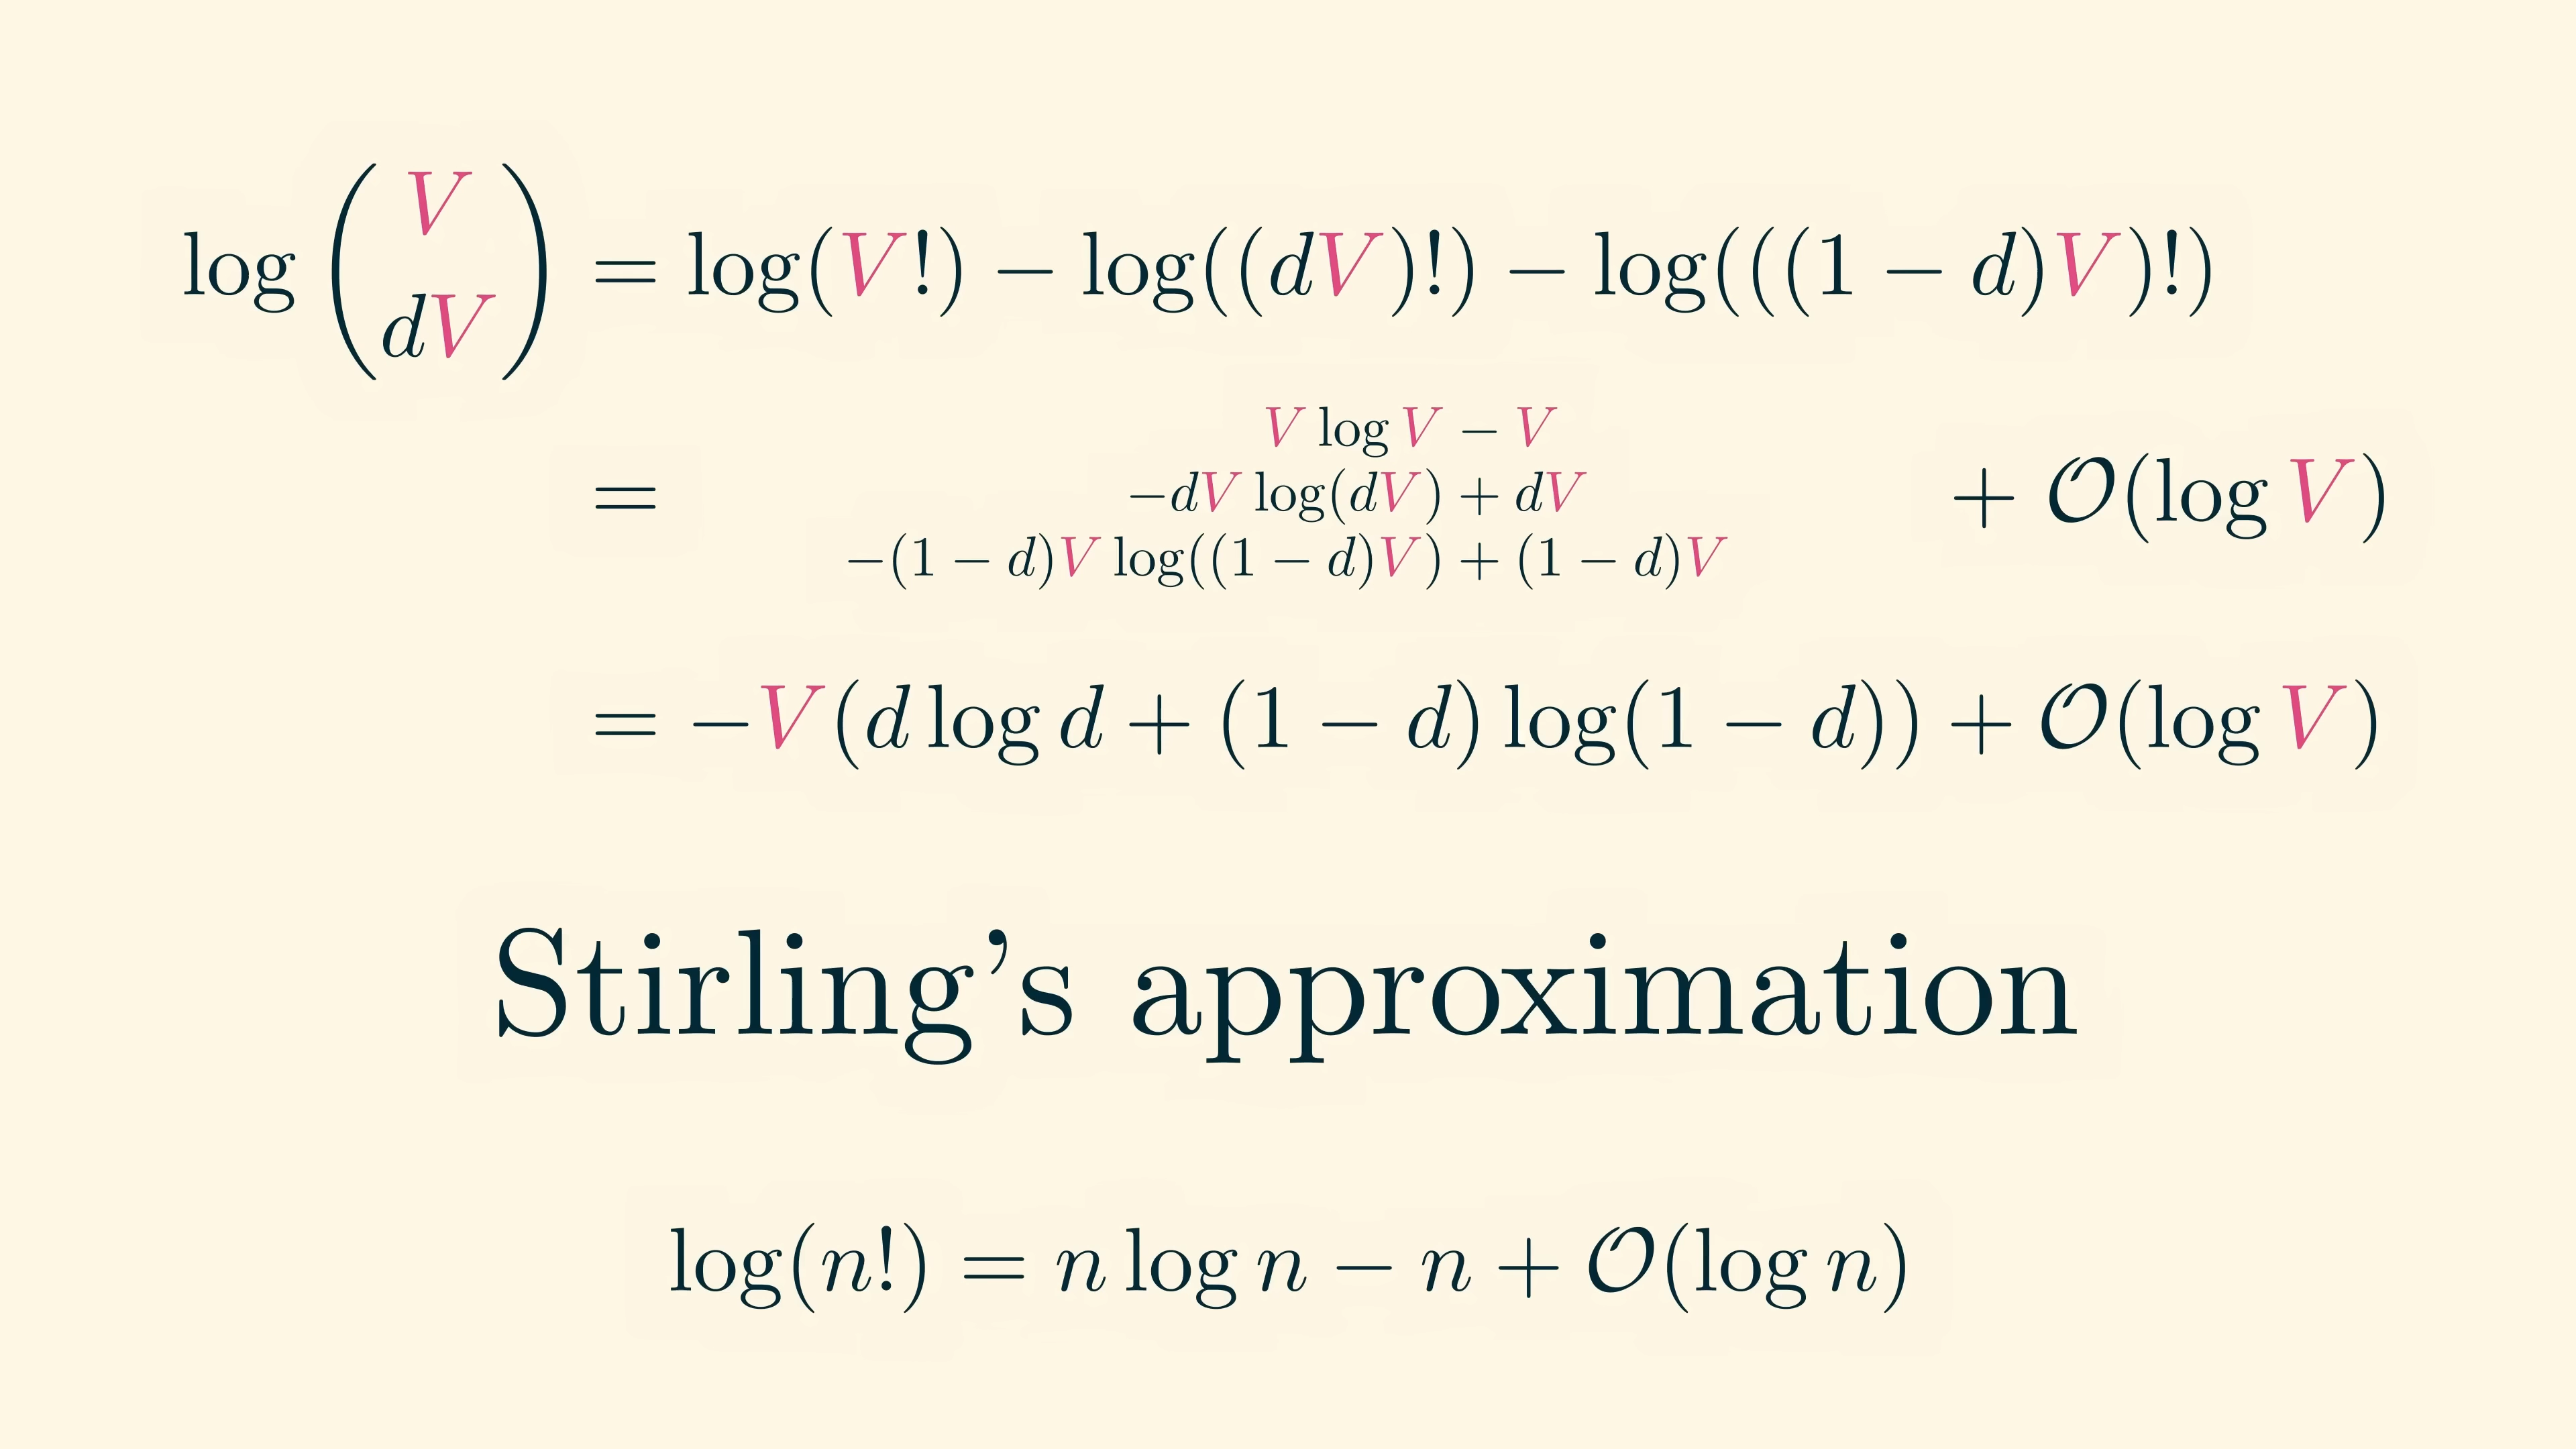 log ( V dV ) = log(V!) − log((dV)!) − log(((1 − d)V)!)
V log V − V
−dV log(dV) + dV
= + 𝒪(log V)
−(1 − d)V log((1 − d)V) + (1 − d)V
= −V(d log d + (1 − d) log(1 − d)) + 𝒪(log V)
Stirling’s approximation
log(n!) = n log n − n + 𝒪(log n)